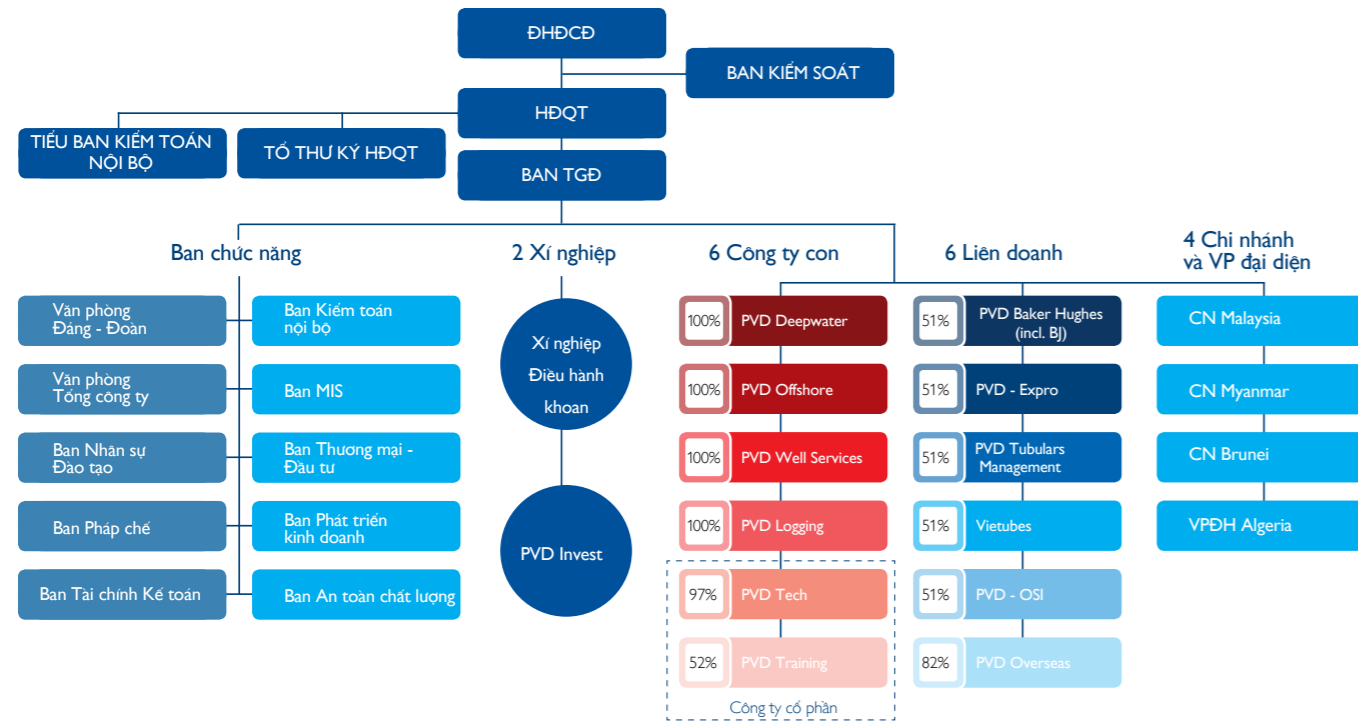 ĐHĐCĐ
BAN KIỂM SOÁT
HĐQT
TIỂU BAN KIỂM TOÁN
NỘI BỘ
TỔ THƯ KÝ HĐQT
BAN TGĐ
Ban chức năng
2 Xí nghiệp
6 Công ty con
6 Liên doanh
4 Chi nhánh
và VP đại diện
Văn phòng
Đảng - Đoàn
Văn phòng
Tổng công ty
Ban Nhân sự
Đào tạo
Ban Pháp chế
Ban Tài chính Kế toán
Ban Kiểm toán
nội bộ
Ban MIS
Ban Thương mại -
Đầu tư
Ban Phát triển
kinh doanh
Ban An toàn chất lượng
Xí nghiệp
Điều hành
khoan
PVD Invest
100% PVD Deepwater
100% PVD Offshore
100% PVD Well Services
100% PVD Logging
97% PVD Tech
52% PVD Training
Công ty cổ phần
51% PVD Baker Hughes
(incl. BJ)
51% PVD - Expro
51% PVD Tubulars
Management
51% Vietubes
51% PVD - OSI
82% PVD Overseas
CN Malaysia
CN Myanmar
CN Brunei
VPĐH Algeria